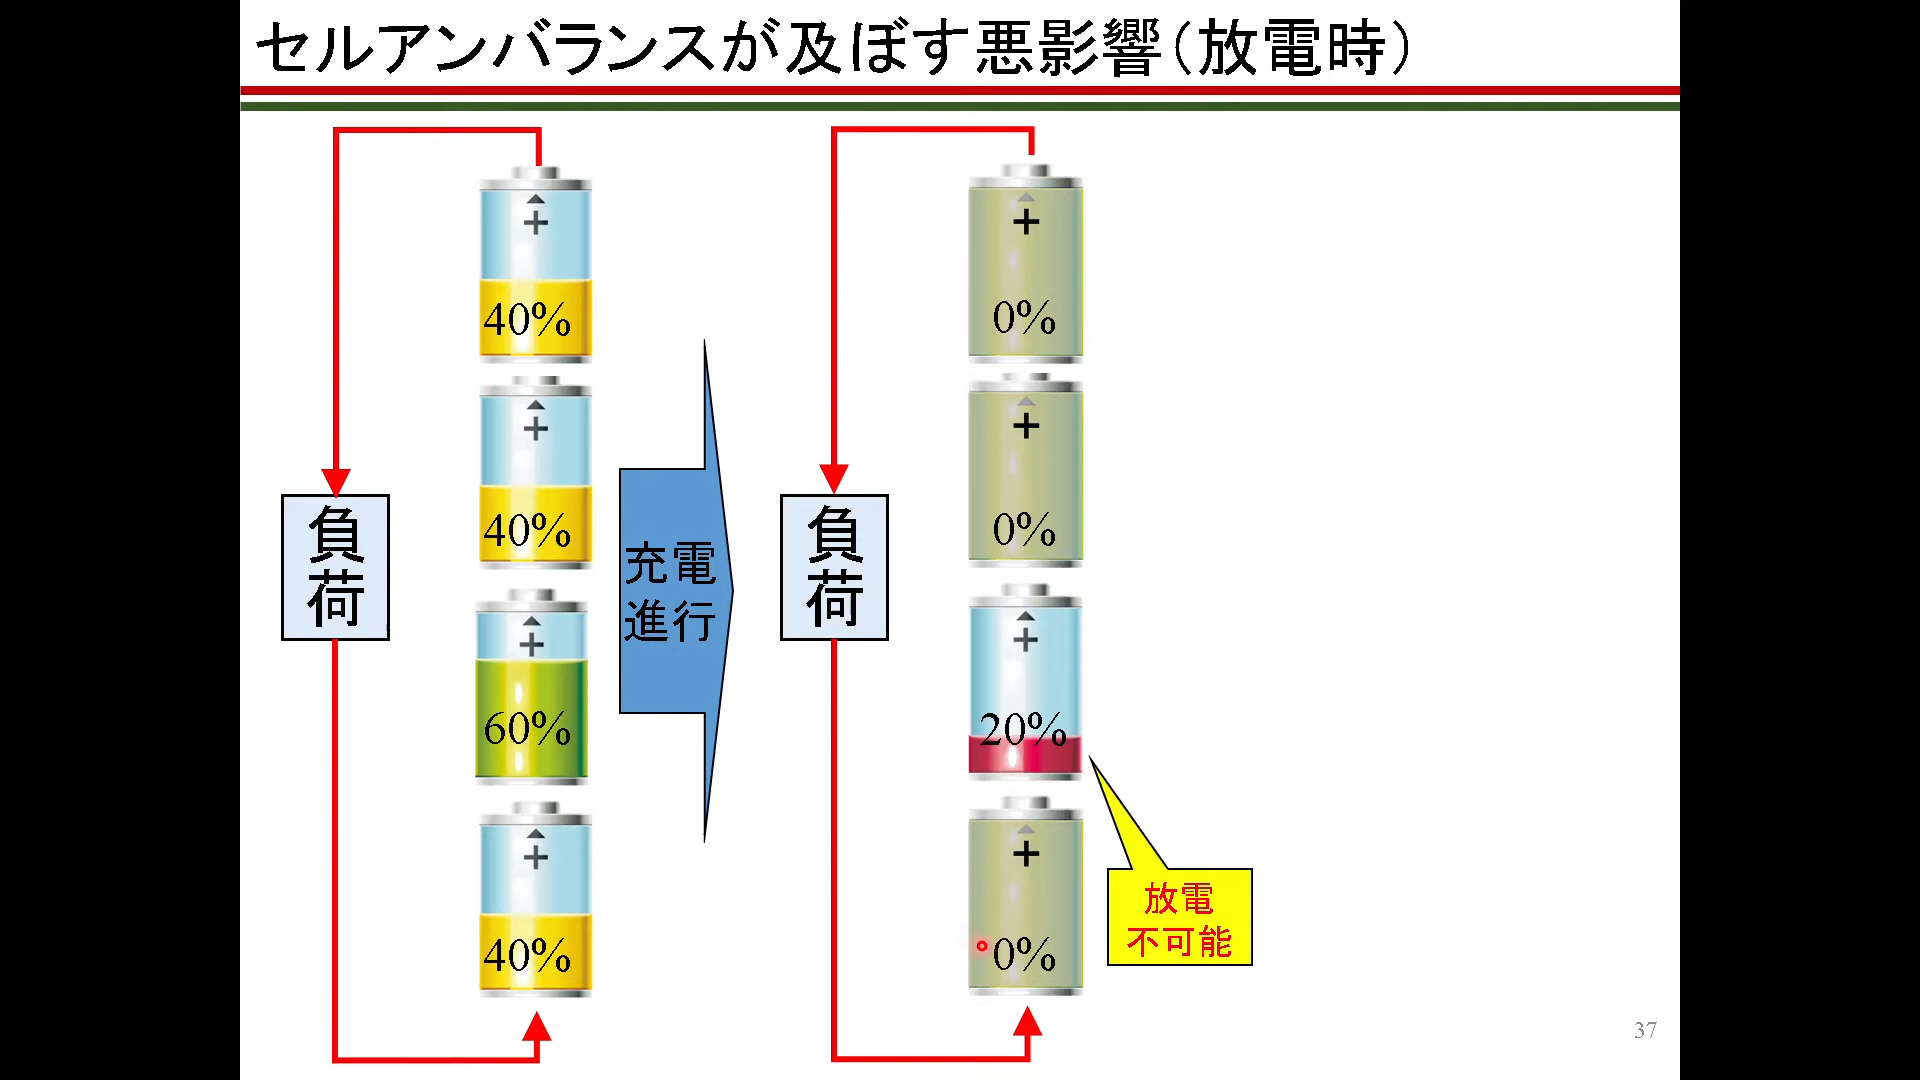 セルアンバランスが及ぼす悪影響（放電時）
+
40%
+
40%
+
60%
+
40%
負
荷
充電
進行
負
荷
+
0%
+
0%
+
20%
+
0%
放電
不可能
37